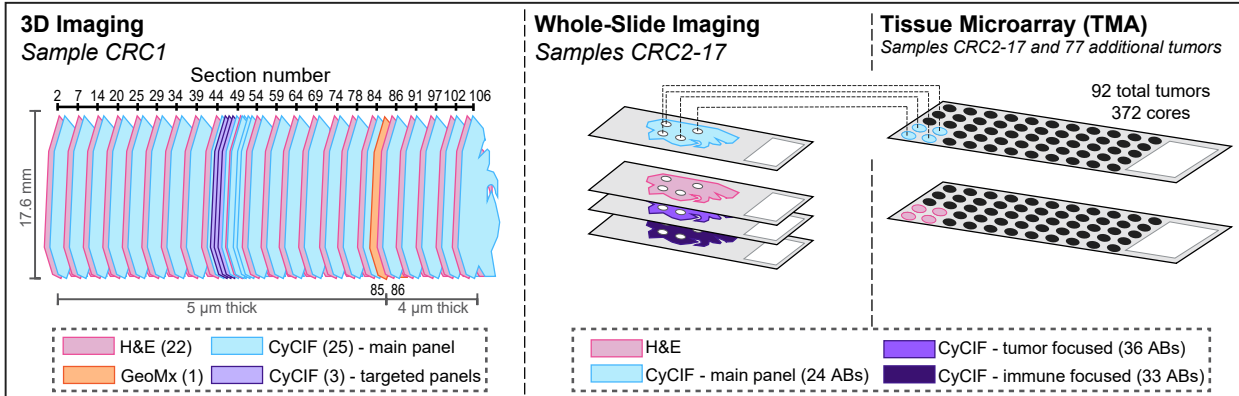 3D Imaging
Sample CRC1
Section number
2 7 14 20 25 29 34 39 44 49 54 59 64 69 74 78 84 86 91 97 102 106
17.6 mm
85 86
5 µm thick
4 µm thick
H&E (22)
CyCIF (25) - main panel
GeoMx (1)
CyCIF (3) - targeted panels
Whole-Slide Imaging
Samples CRC2-17
Tissue Microarray (TMA)
Samples CRC2-17 and 77 additional tumors
92 total tumors
372 cores
H&E
CyCIF - tumor focused (36 ABs)
CyCIF - main panel (24 ABs)
CyCIF - immune focused (33 ABs)